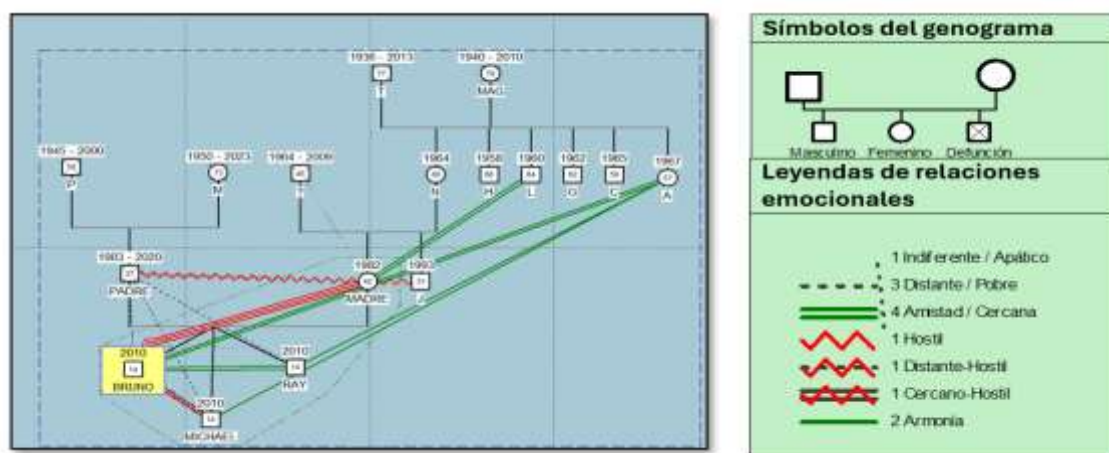 1936 - 2013
1940 - 2010
T
MAG
1945 - 2000
1950 - 2023
1964 - 2009
1964
1958
1960
1962
1965
1967
P
M
T
N
H
L
O
C
A
1983 - 2020
1982
1993
PADRE
MADRE
J
2010
2010
BRUNO
RAY
2010
MICHAEL
Símbolos del genograma
Masculino
Femenino
Defunción
Leyendas de relaciones
emocionales
1 Indiferente / Apático
3 Distante / Pobre
4 Amistad / Cercana
1 Hostil
1 Distante-Hostil
1 Cercano-Hostil
2 Armonía